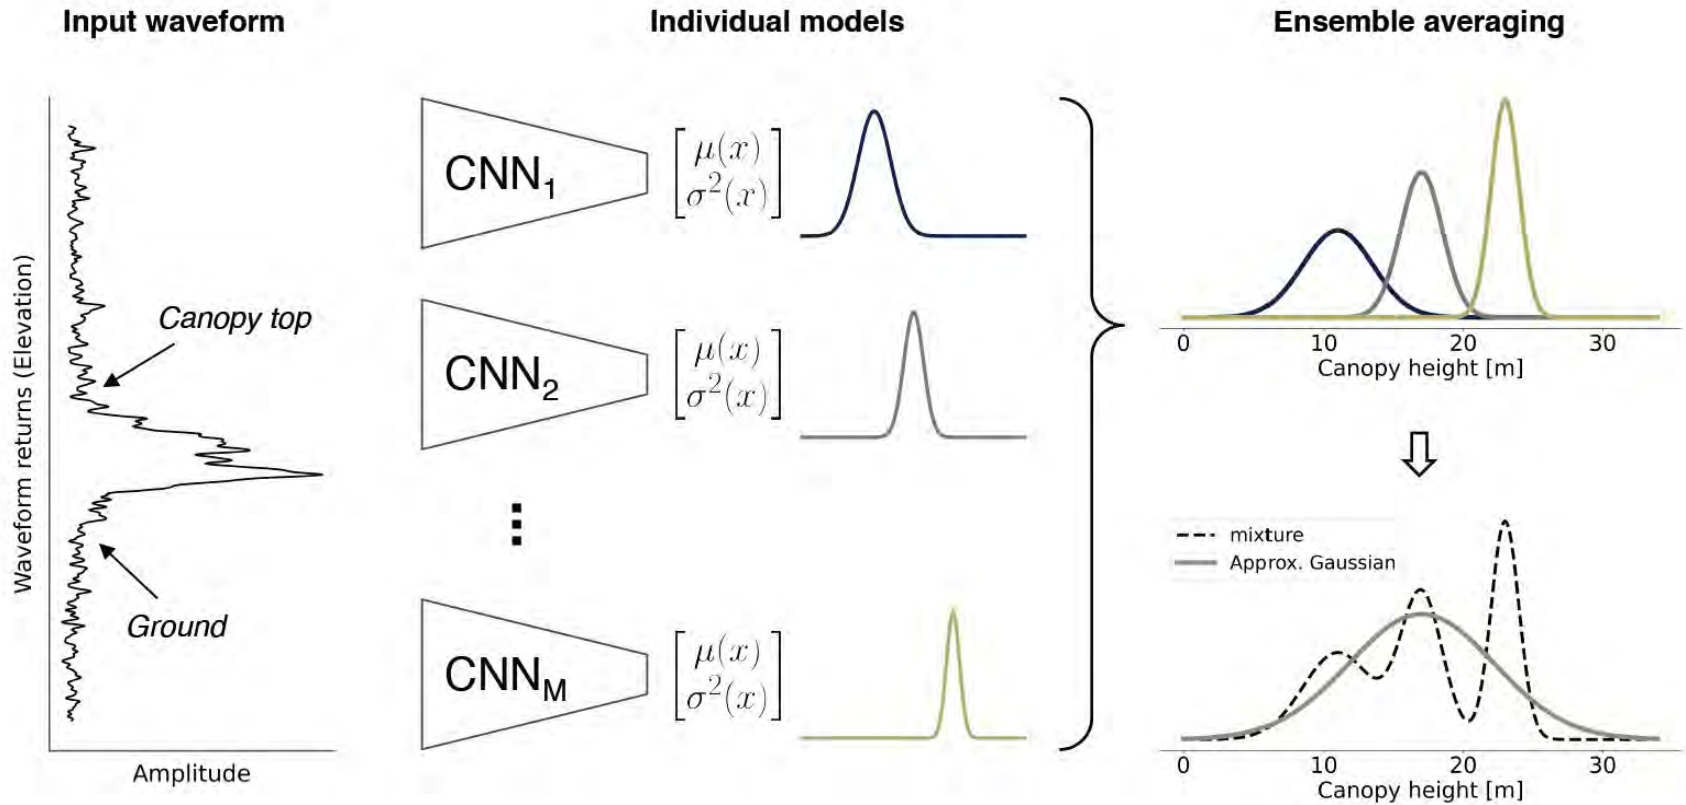 Input waveform
Individual models
Ensemble averaging
Waveform returns (Elevation)
Canopy top
Ground
Amplitude
CNN1
μ(x)
σ²(x)
CNN2
μ(x)
σ²(x)
CNNM
μ(x)
σ²(x)
0 10 20 30
Canopy height [m]
mixture
Approx. Gaussian
0 10 20 30
Canopy height [m]